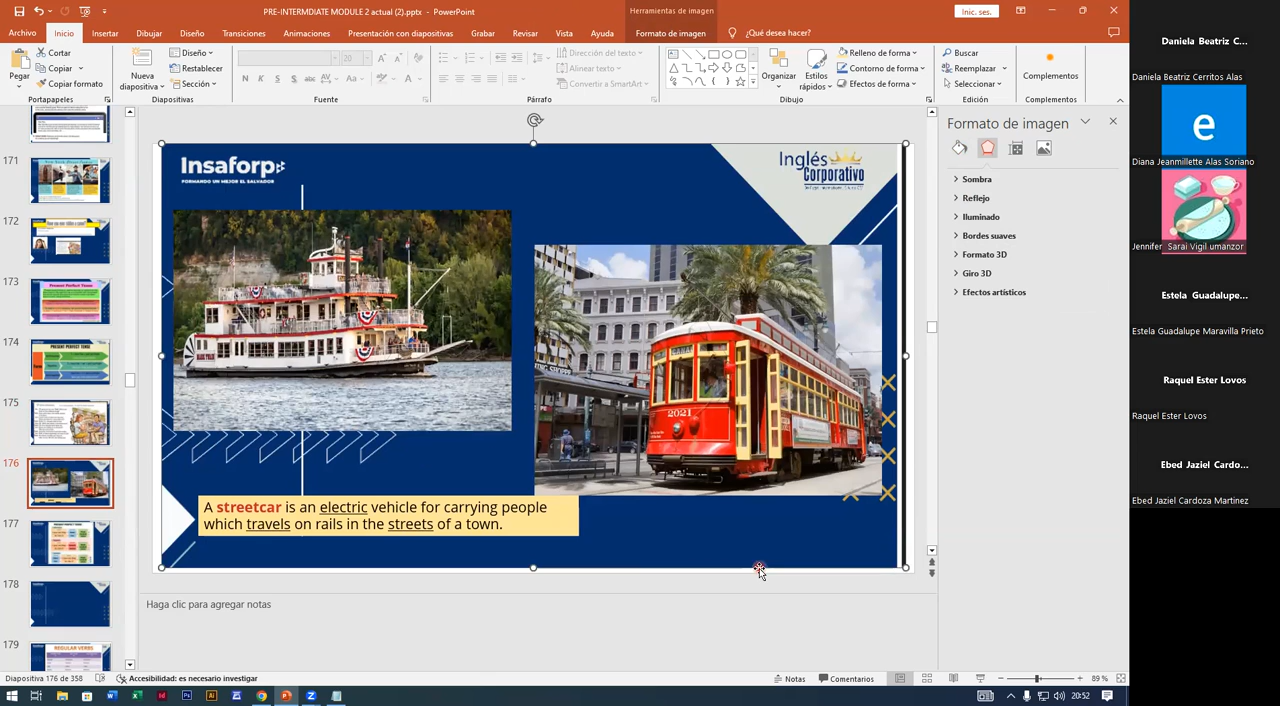 PRE-INTERMDIATE MODULE 2 actual (2).pptx - PowerPoint
Herramientas de imagen
Inic. ses.
Archivo Inicio Insertar Dibujar Diseño Transiciones Animaciones Presentación con diapositivas Grabar Revisar Vista Ayuda Formato de imagen ¿Qué desea hacer?
Pegar
Cortar
Copiar
Copiar formato
Portapapeles
Nueva diapositiva
Diseño
Restablecer
Sección
Diapositivas
20
N K S S abc AV Aa A
Fuente
Dirección del texto
Alinear texto
Convertir a SmartArt
Párrafo
Organizar
Estilos rápidos
Relleno de forma
Contorno de forma
Efectos de forma
Dibujo
Buscar
Reemplazar
Seleccionar
Edición
Complementos
Complementos
171
172
173
174
PRESENT PERFECT TENSE
175
176
177
178
179
REGULAR VERBS
Insaforp
FORMANDO UN MEJOR EL SALVADOR
Inglés
Corporativo
2021
A streetcar is an electric vehicle for carrying people
which travels on rails in the streets of a town.
Haga clic para agregar notas
Formato de imagen
Sombra
Reflejo
Iluminado
Bordes suaves
Formato 3D
Giro 3D
Efectos artísticos
Daniela Beatriz C...
Daniela Beatriz Cerritos Alas
e
Diana Jeanmillette Alas Soriano
Jennifer Sarai Vigil umanzor
Estela Guadalupe...
Estela Guadalupe Maravilla Prieto
Raquel Ester Lovos
Raquel Ester Lovos
Ebed Jaziel Cardo...
Ebed Jaziel Cardoza Martinez
Diapositiva 176 de 358
Accesibilidad: es necesario investigar
Notas
Comentarios
89 %
20:52